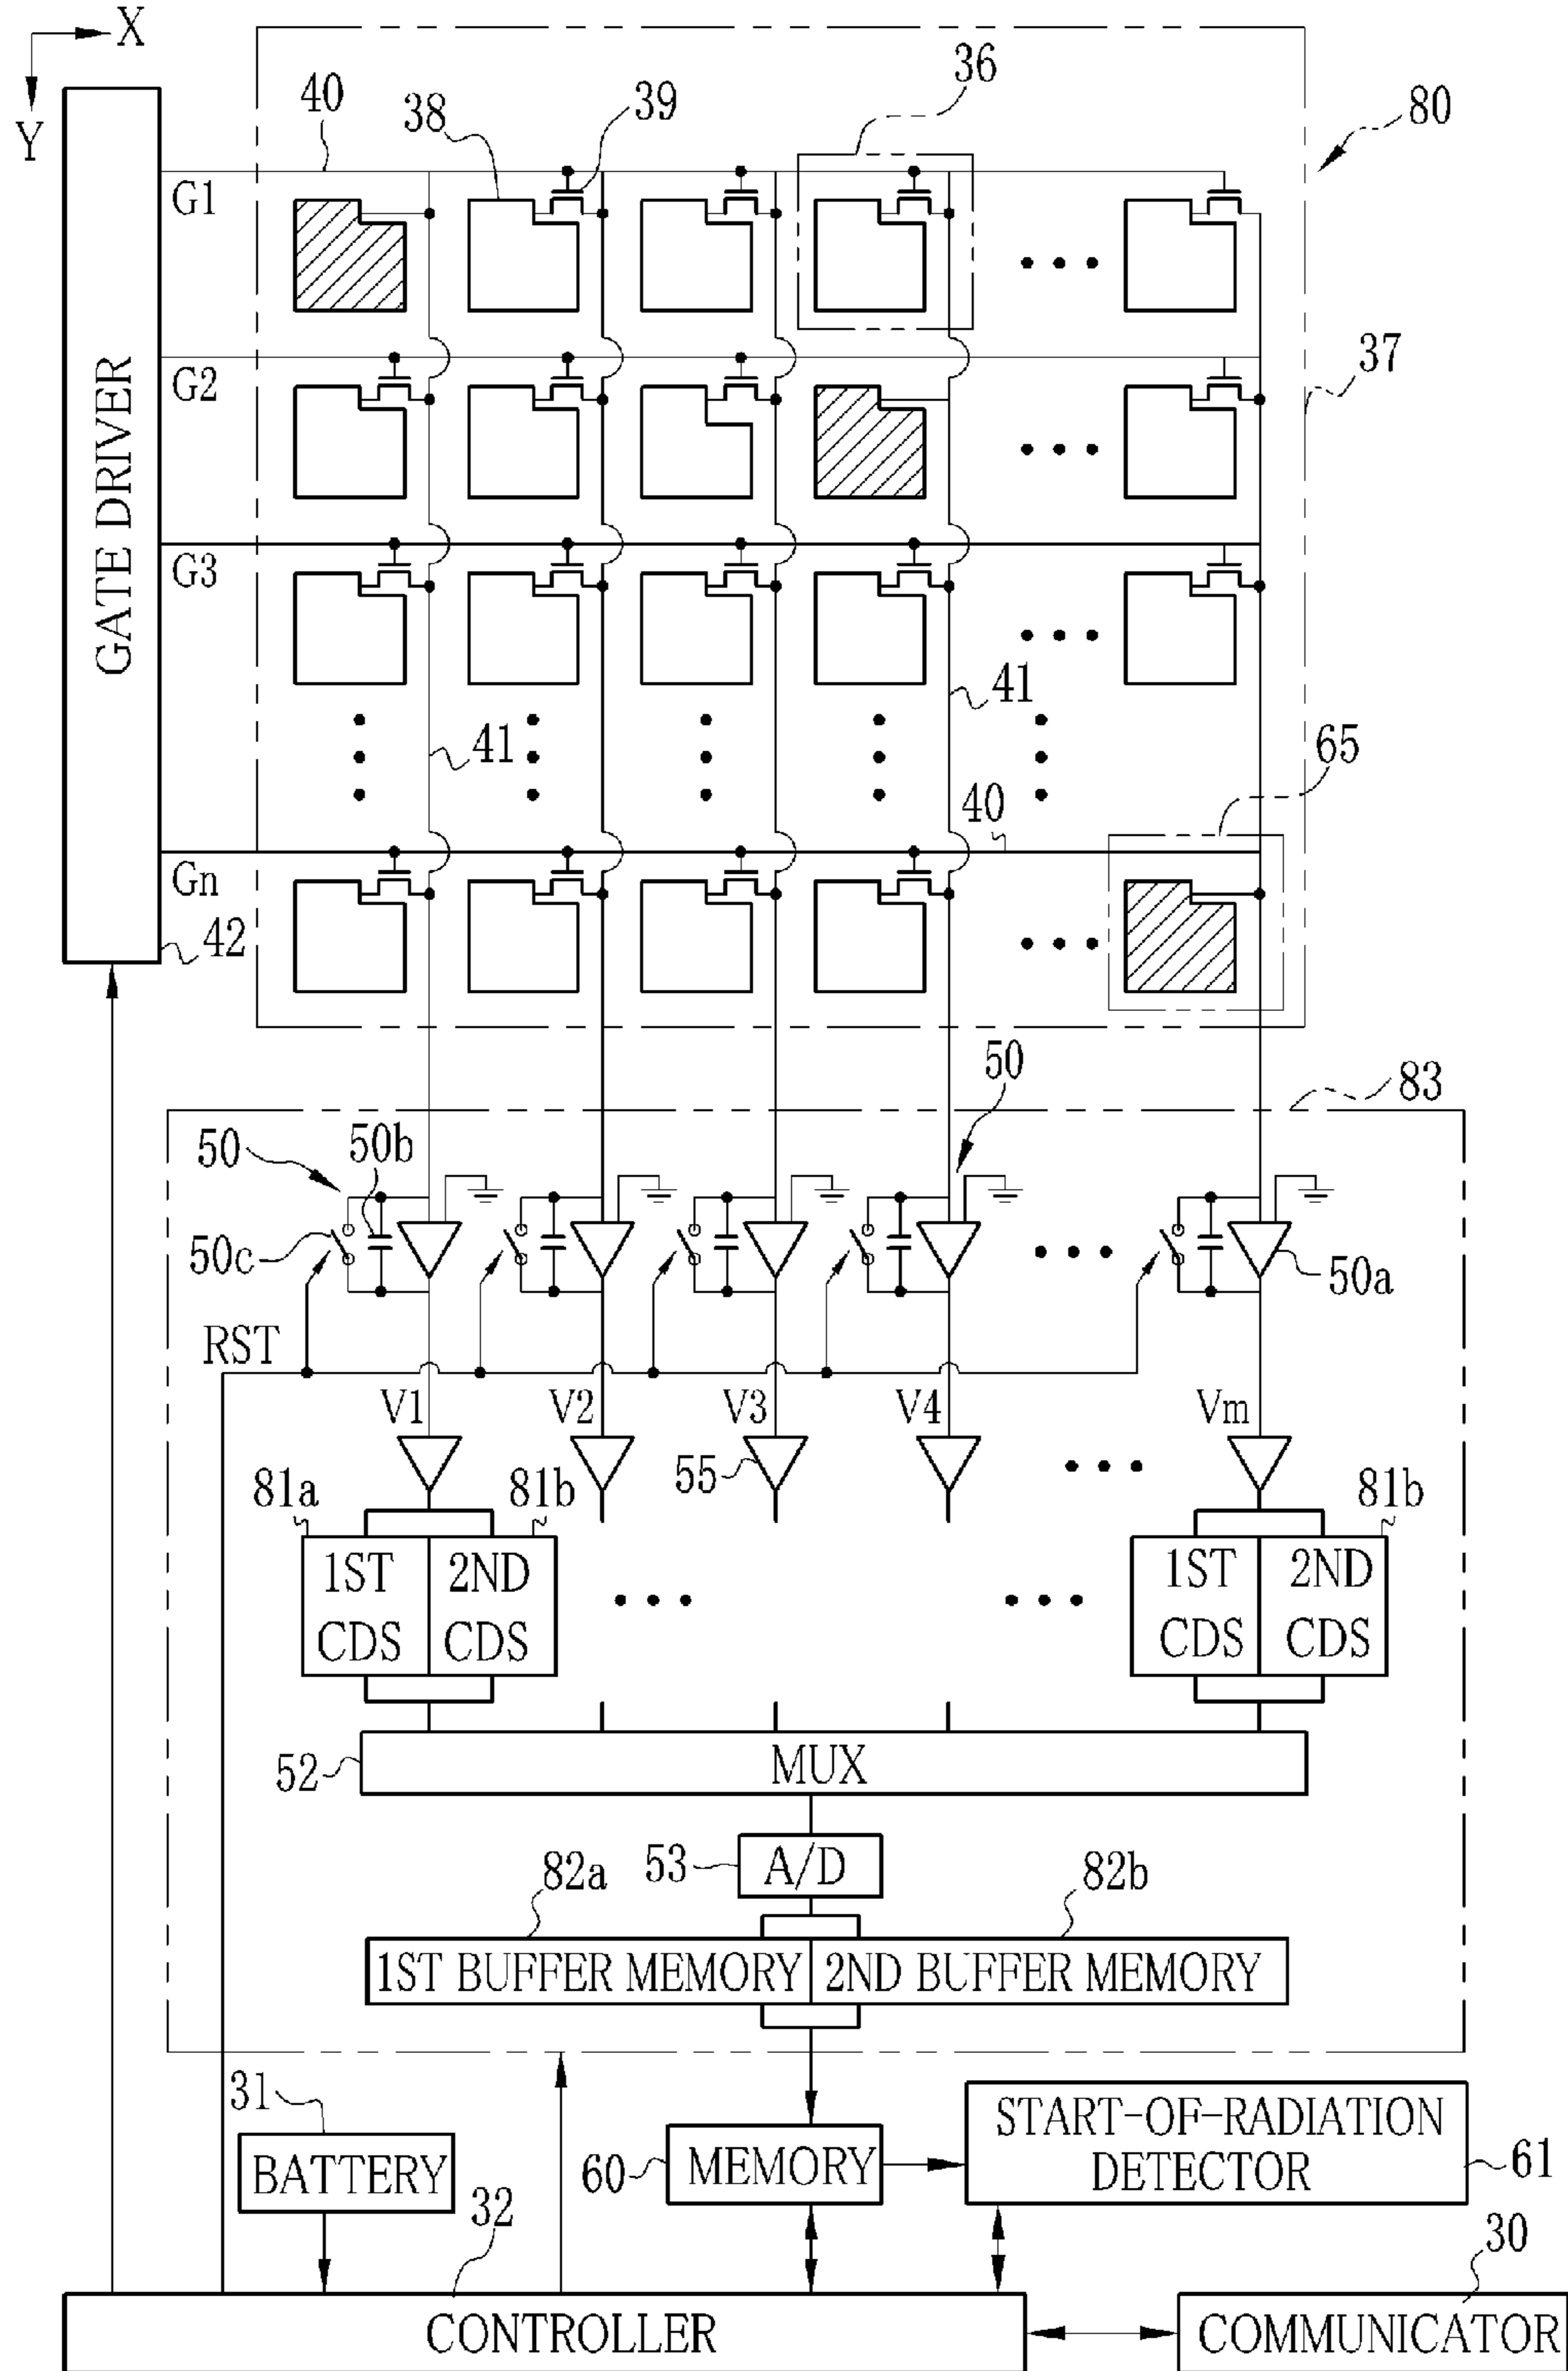 X
Y
36
40
38
39
80
G1
37
G2
GATE DRIVER
G3
41
41
65
40
Gn
42
83
50
50
50b
50c
50a
RST
V1
V2
V3
V4
Vm
55
81a
81b
81b
1ST CDS
2ND CDS
1ST CDS
2ND CDS
52
MUX
53
A/D
82a
82b
1ST BUFFER MEMORY
2ND BUFFER MEMORY
31
BATTERY
60
MEMORY
START-OF-RADIATION
DETECTOR
61
32
30
CONTROLLER
COMMUNICATOR